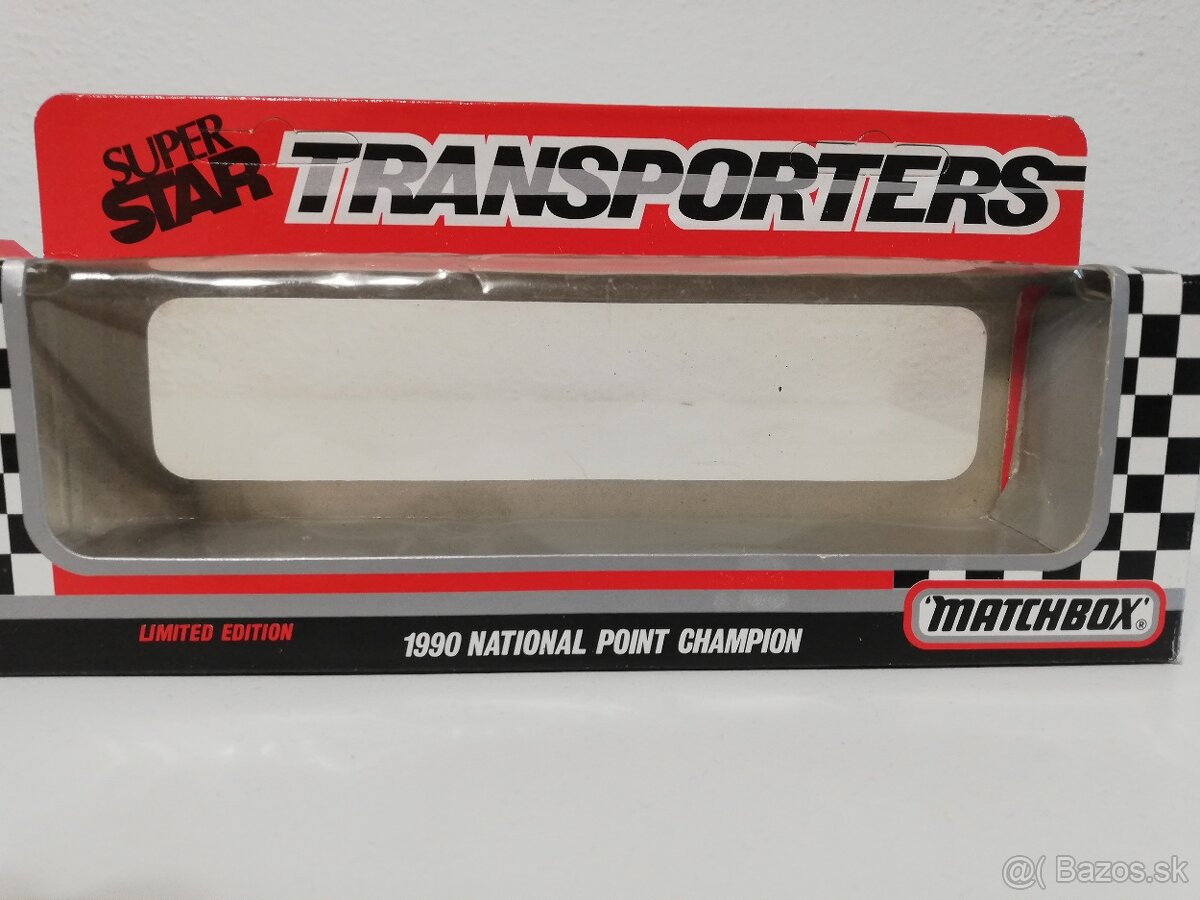 SUPER
STAR
TRANSPORTERS
LIMITED EDITION
1990 NATIONAL POINT CHAMPION
'MATCHBOX'®
@( Bazos.sk